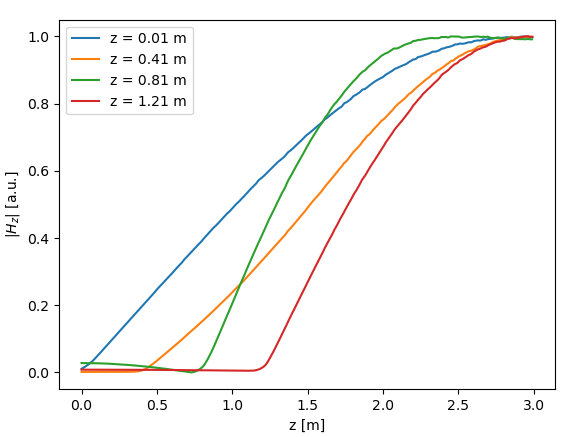 z = 0.01 m
z = 0.41 m
z = 0.81 m
z = 1.21 m
1.0
0.8
0.6
0.4
0.2
0.0
|H_z| [a.u.]
0.0 0.5 1.0 1.5 2.0 2.5 3.0
z [m]